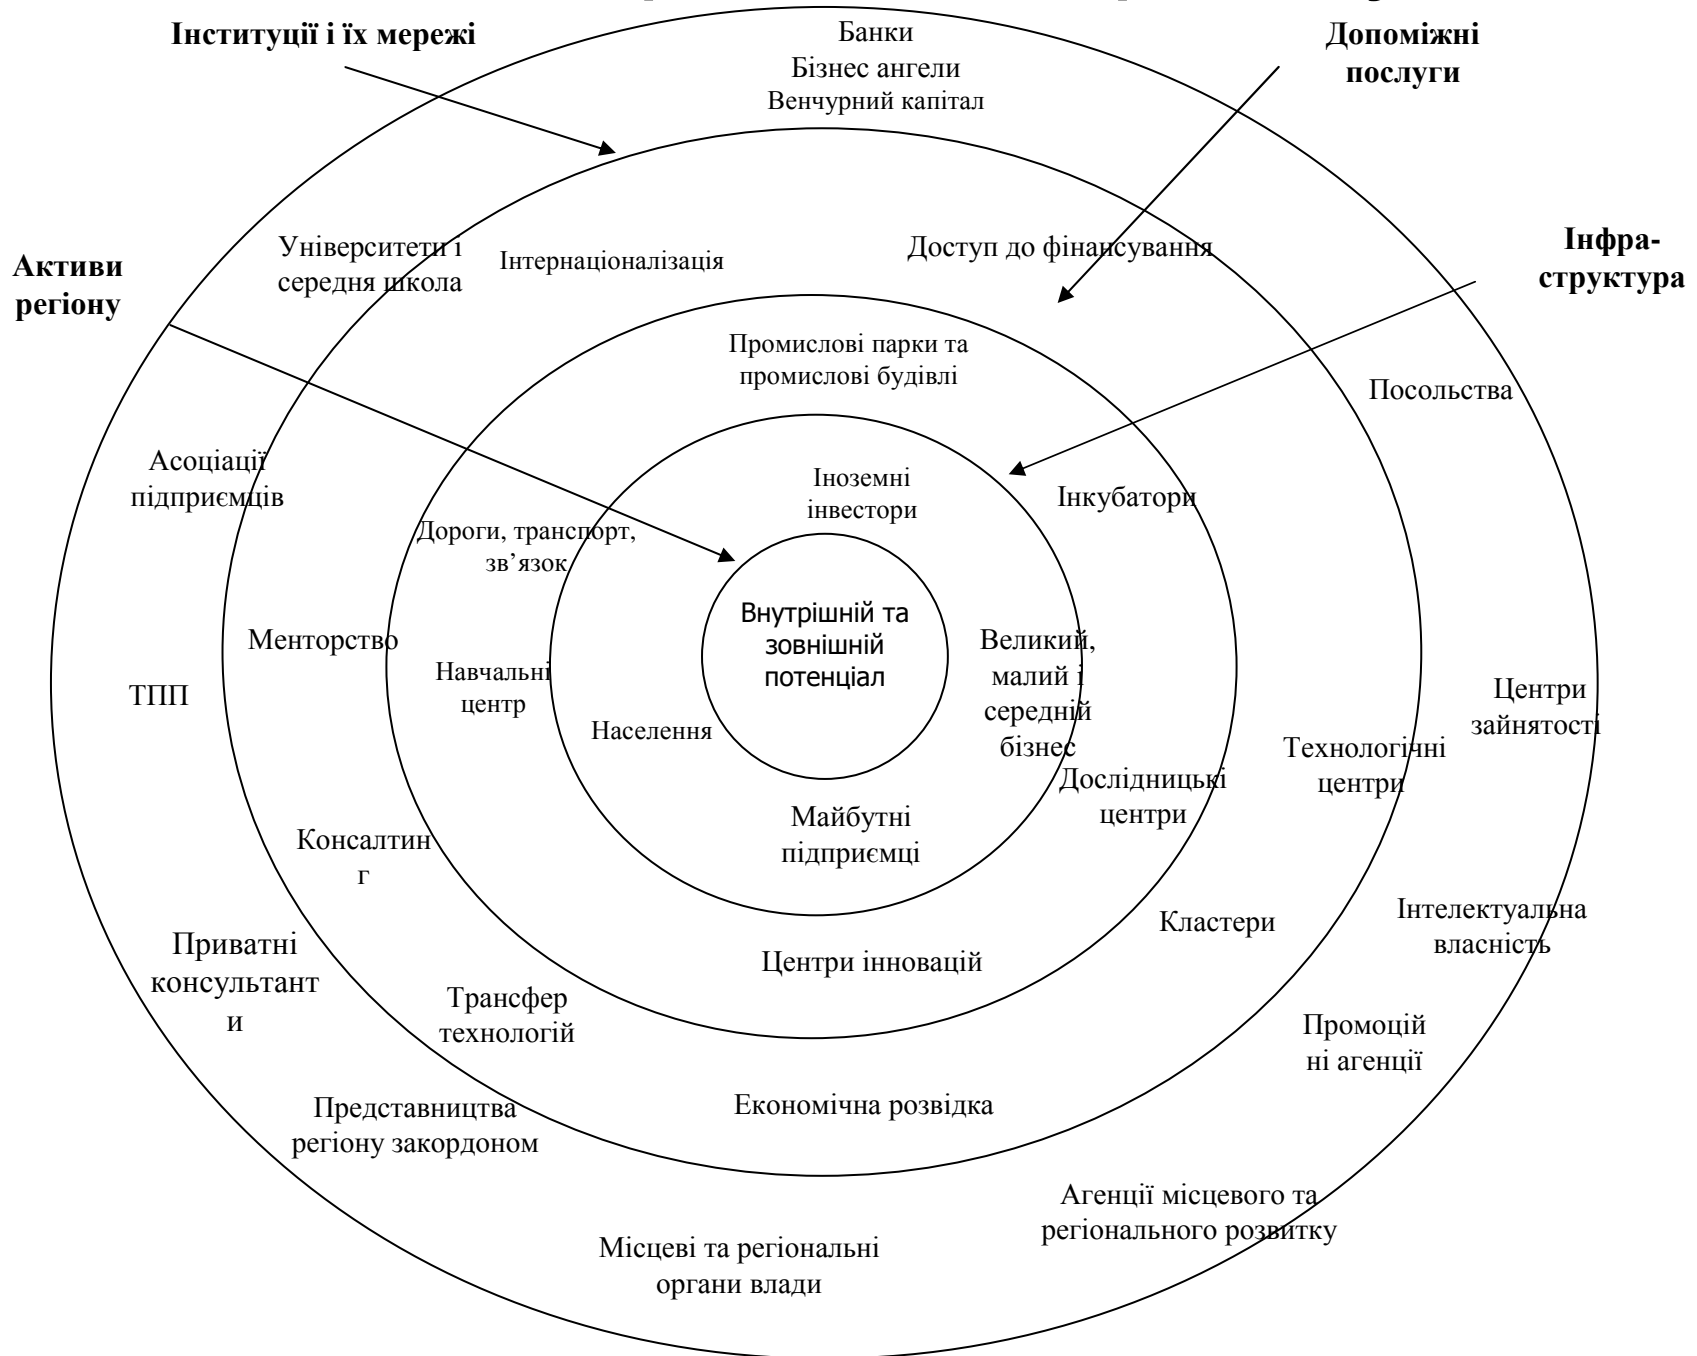 Інституції і їх мережі
Банки
Бізнес ангели
Венчурний капітал
Допоміжні
послуги
Університети і
середня школа
Інтернаціоналізація
Доступ до фінансування
Інфра-
структура
Активи
регіону
Промислові парки та
промислові будівлі
Посольства
Асоціації
підприємців
Іноземні
інвестори
Інкубатори
Дороги, транспорт,
зв’язок
Внутрішній та
зовнішній
потенціал
Менторство
Великий,
малий і
середній
бізнес
Навчальні
центр
ТПП
Населення
Центри
зайнятості
Технологічні
центри
Дослідницькі
центри
Майбутні
підприємці
Консалтин
г
Інтелектуальна
власність
Кластери
Приватні
консультант
и
Центри інновацій
Трансфер
технологій
Промоцій
ні агенції
Представництва
регіону закордоном
Економічна розвідка
Агенції місцевого та
регіонального розвитку
Місцеві та регіональні
органи влади